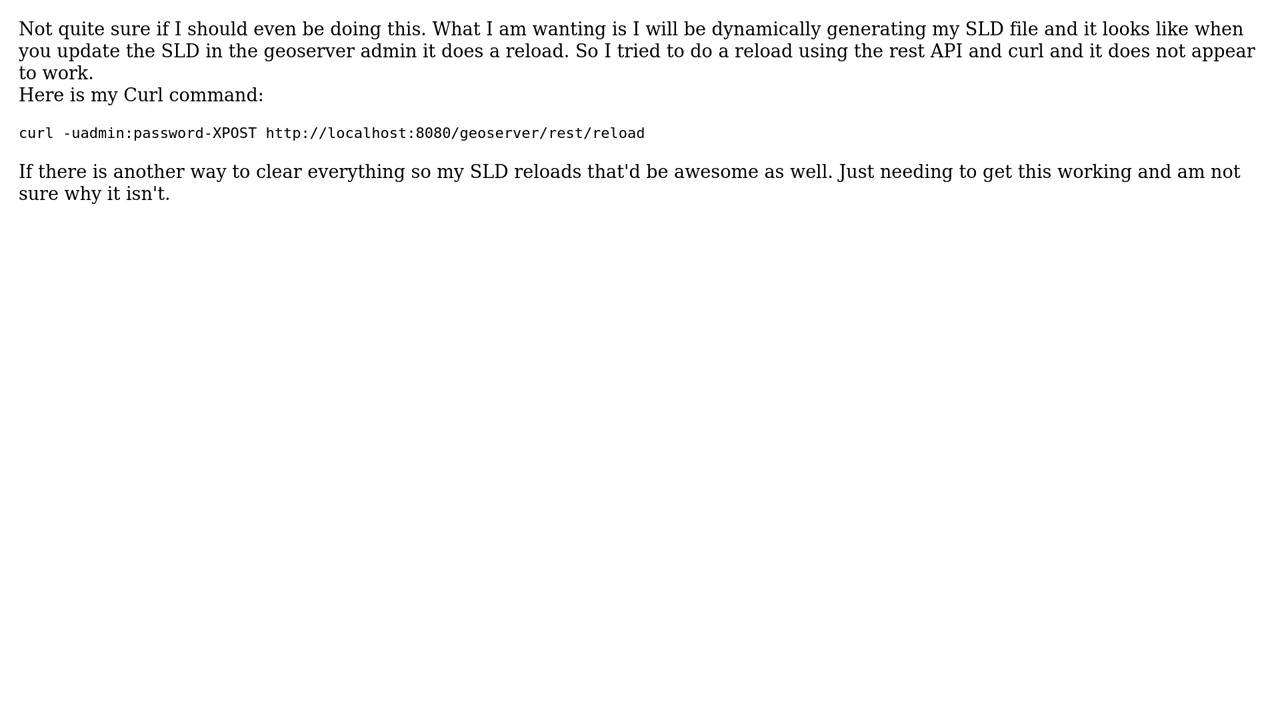 Not quite sure if I should even be doing this. What I am wanting is I will be dynamically generating my SLD file and it looks like when
you update the SLD in the geoserver admin it does a reload. So I tried to do a reload using the rest API and curl and it does not appear
to work.
Here is my Curl command:
curl -uadmin:password-XPOST http://localhost:8080/geoserver/rest/reload
If there is another way to clear everything so my SLD reloads that'd be awesome as well. Just needing to get this working and am not
sure why it isn't.